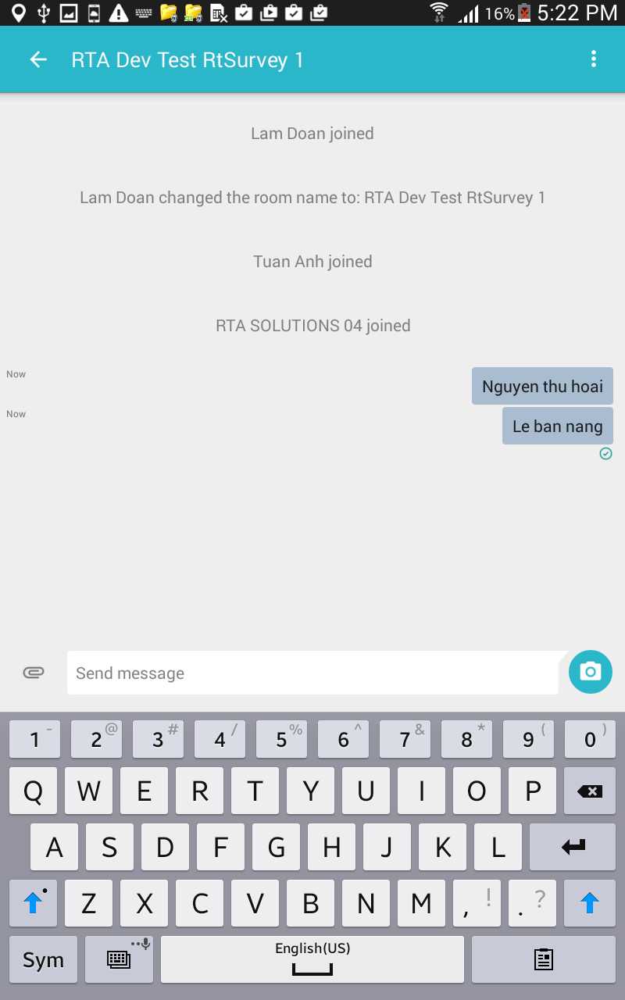 16% 5:22 PM
RTA Dev Test RtSurvey 1
Lam Doan joined
Lam Doan changed the room name to: RTA Dev Test RtSurvey 1
Tuan Anh joined
RTA SOLUTIONS 04 joined
Now
Nguyen thu hoai
Now
Le ban nang
Send message
1 - 2 @ 3 # 4 / 5 % 6 ^ 7 & 8 * 9 ( 0 )
Q W E R T Y U I O P
A S D F G H J K L
Z X C V B N M , ! . ?
Sym English(US)